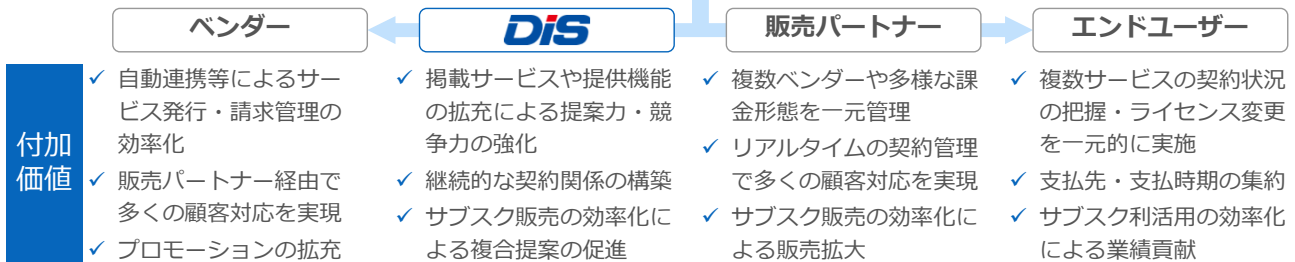 ベンダー
DiS
販売パートナー
エンドユーザー
付加
価値
✓ 自動連携等によるサー
ビス発行・請求管理の
効率化
✓ 販売パートナー経由で
多くの顧客対応を実現
✓ プロモーションの拡充
✓ 掲載サービスや提供機能
の拡充による提案力・競
争力の強化
✓ 継続的な契約関係の構築
✓ サブスク販売の効率化に
よる複合提案の促進
✓ 複数ベンダーや多様な課
金形態を一元管理
✓ リアルタイムの契約管理
で多くの顧客対応を実現
✓ サブスク販売の効率化に
よる販売拡大
✓ 複数サービスの契約状況
の把握・ライセンス変更
を一元的に実施
✓ 支払先・支払時期の集約
✓ サブスク利活用の効率化
による業績貢献